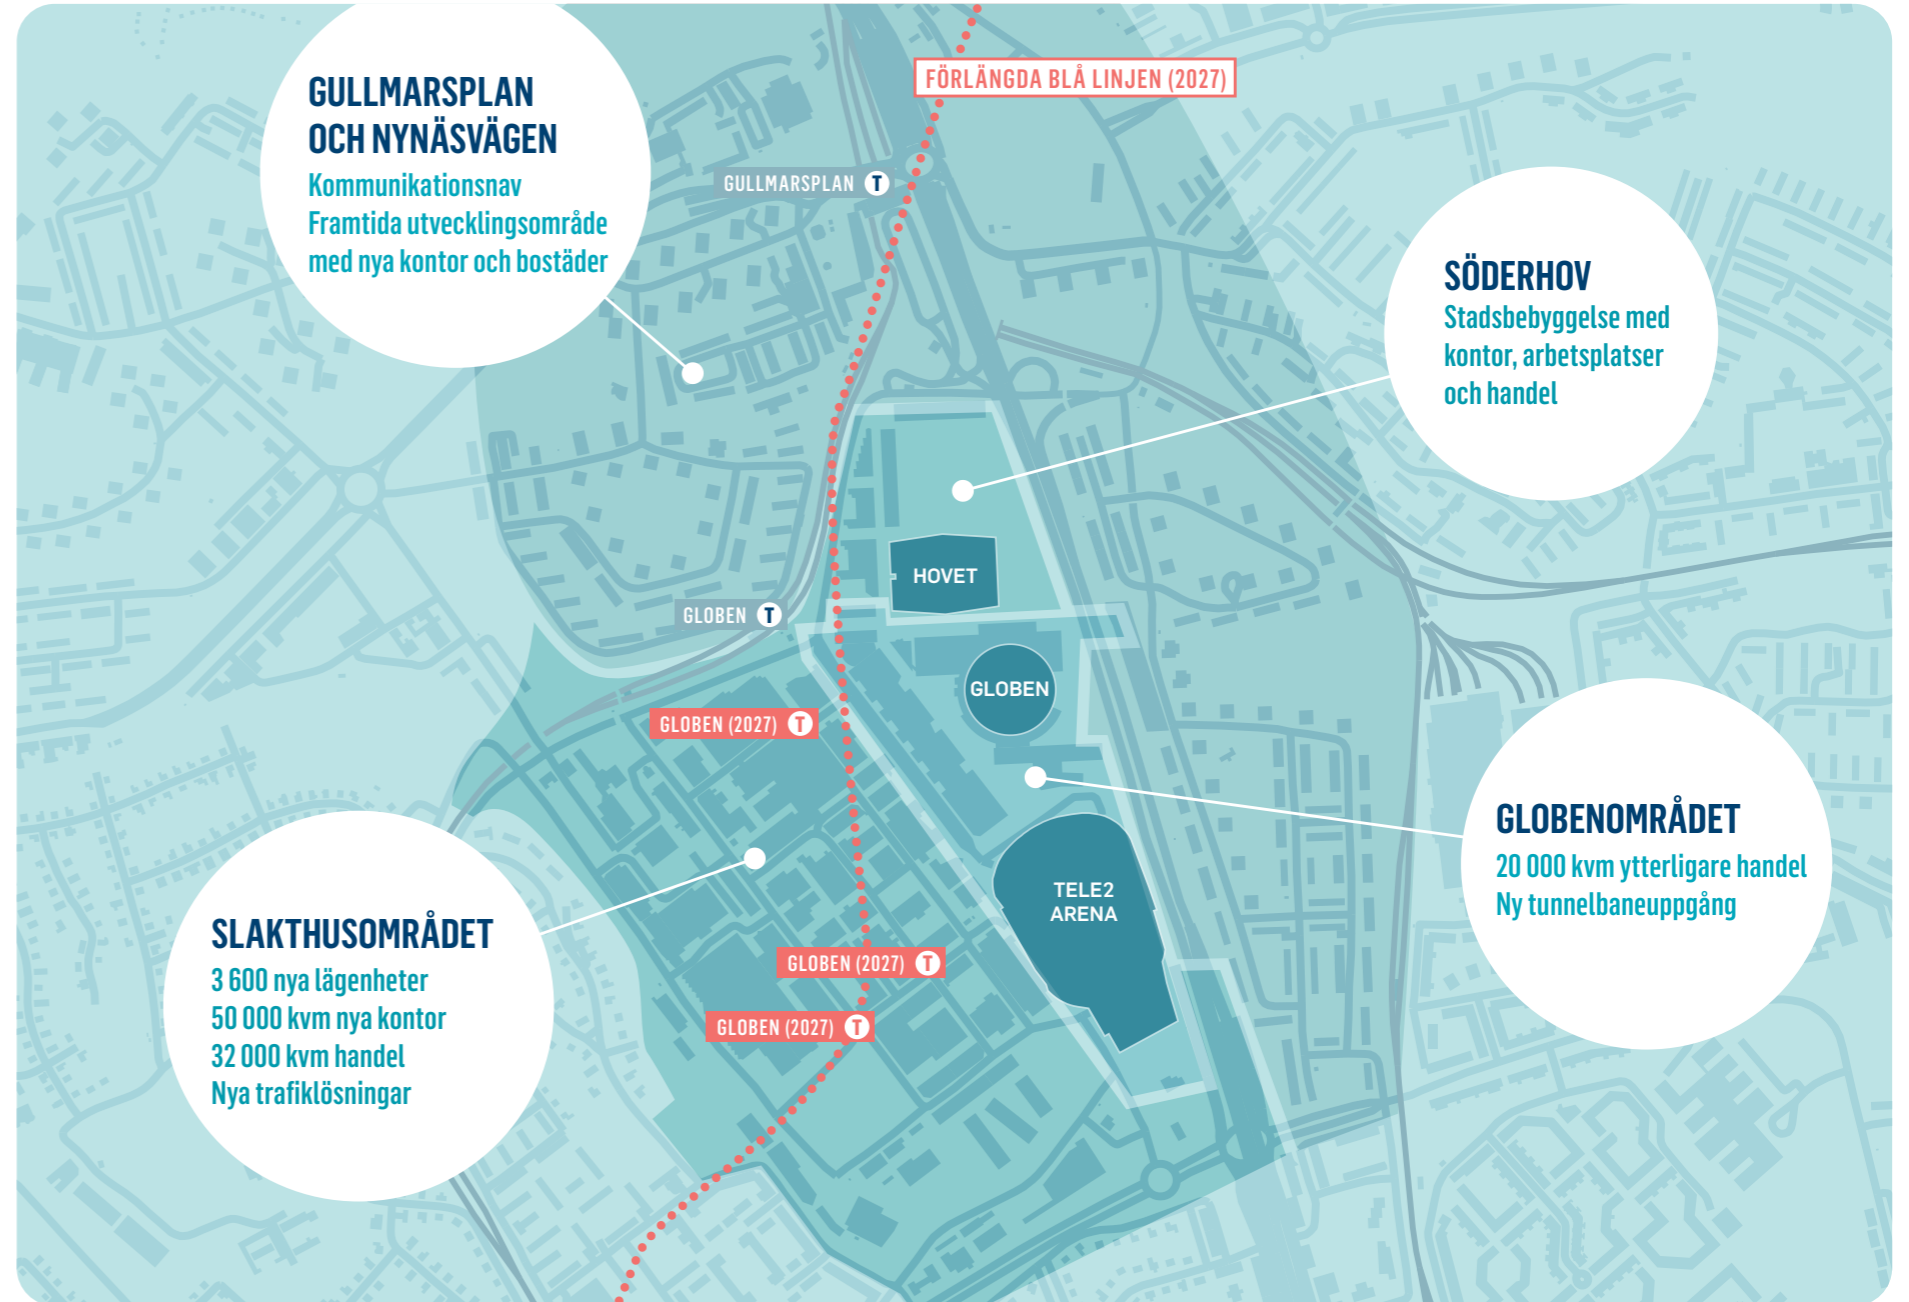 GULLMARSPLAN
OCH NYNÄSVÄGEN
Kommunikationsnav
Framtida utvecklingsområde
med nya kontor och bostäder
FÖRLÄNGDA BLÅ LINJEN (2027)
GULLMARSPLAN T
SÖDERHOV
Stadsbebyggelse med
kontor, arbetsplatser
och handel
HOVET
GLOBEN T
GLOBEN
GLOBEN (2027) T
GLOBENOMRÅDET
20 000 kvm ytterligare handel
Ny tunnelbaneuppgång
TELE2
ARENA
SLAKTHUSOMRÅDET
3 600 nya lägenheter
50 000 kvm nya kontor
32 000 kvm handel
Nya trafiklösningar
GLOBEN (2027) T
GLOBEN (2027) T